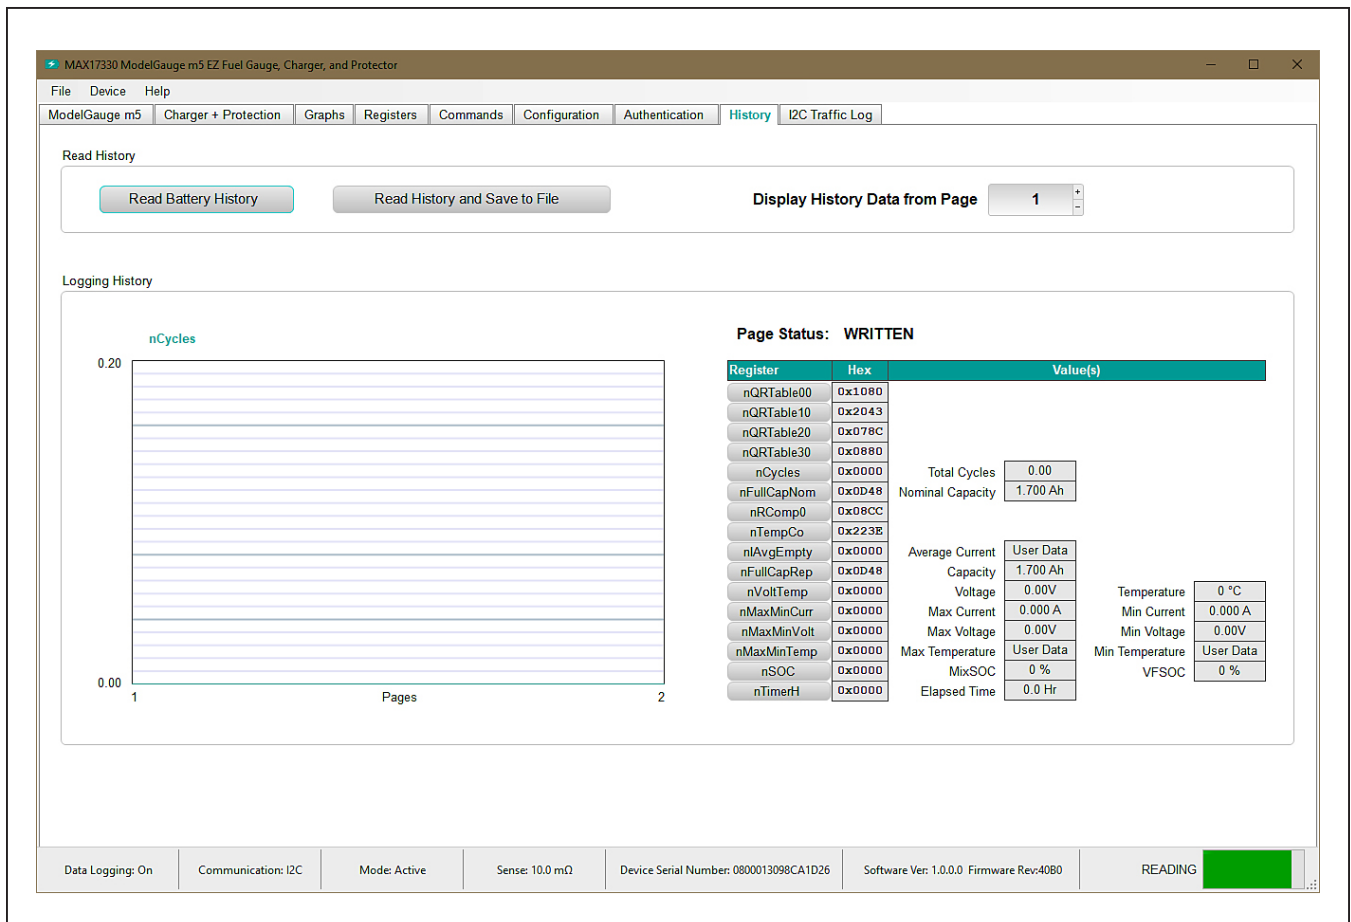 MAX17330 ModelGauge m5 EZ Fuel Gauge, Charger, and Protector
File Device Help
ModelGauge m5 Charger + Protection Graphs Registers Commands Configuration Authentication History I2C Traffic Log
Read History
Read Battery History Read History and Save to File Display History Data from Page 1 + -
Logging History
Page Status: WRITTEN
nCycles
0.20
0.00
1 Pages 2
Register Hex Value(s)
nQRTable00 0x1080
nQRTable10 0x2043
nQRTable20 0x078C
nQRTable30 0x0880
nCycles 0x0000 Total Cycles 0.00
nFullCapNom 0x0D48 Nominal Capacity 1.700 Ah
nRComp0 0x08CC
nTempCo 0x223E
nIAvgEmpty 0x0000 Average Current User Data
nFullCapRep 0x0D48 Capacity 1.700 Ah
nVoltTemp 0x0000 Voltage 0.00V Temperature 0 °C
nMaxMinCurr 0x0000 Max Current 0.000 A Min Current 0.000 A
nMaxMinVolt 0x0000 Max Voltage 0.00V Min Voltage 0.00V
nMaxMinTemp 0x0000 Max Temperature User Data Min Temperature User Data
nSOC 0x0000 MixSOC 0 % VFSOC 0 %
nTimerH 0x0000 Elapsed Time 0.0 Hr
Data Logging: On Communication: I2C Mode: Active Sense: 10.0 mΩ Device Serial Number: 0800013098CA1D26 Software Ver: 1.0.0.0 Firmware Rev:40B0 READING